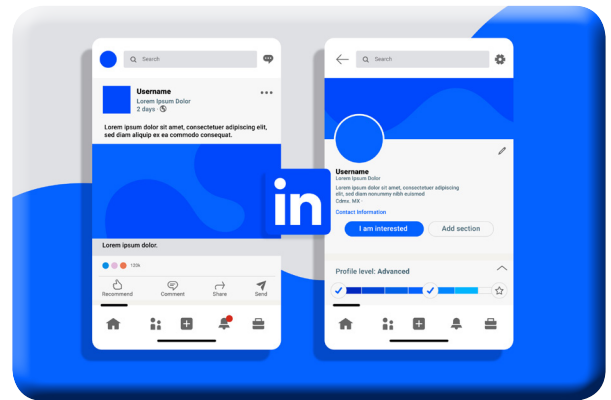 Search
Username
Lorem Ipsum Dolor
2 days ·
Lorem ipsum dolor sit amet, consectetuer adipiscing elit,
sed diam aliquip ex ea commodo consequat.
Lorem ipsum dolor.
135k
Recommend
Comment
Share
Send
in
Search
Username
Lorem Ipsum Dolor
Lorem ipsum dolor sit amet, consectetuer adipiscing
elit, sed diam nonummy nibh euismod
Cdmx. MX ·
Contact Information
I am interested
Add section
Profile level: Advanced